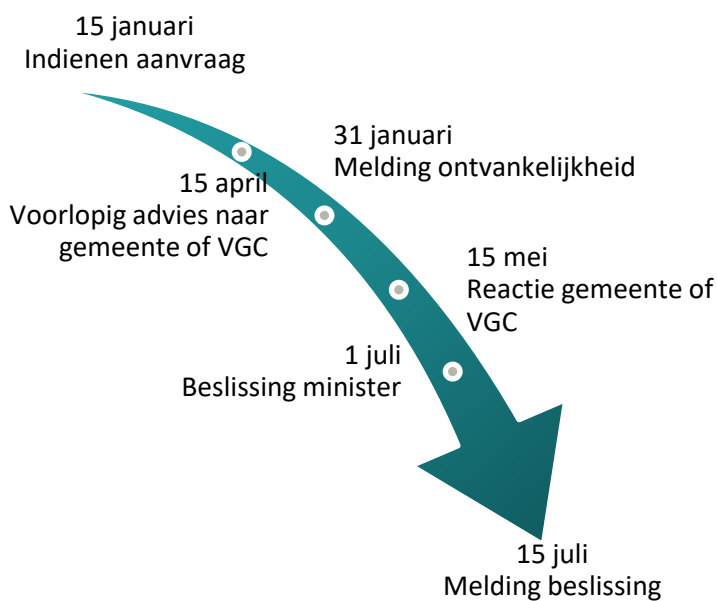 15 januari
Indienen aanvraag
31 januari
Melding ontvankelijkheid
15 april
Voorlopig advies naar
gemeente of VGC
15 mei
Reactie gemeente of
VGC
1 juli
Beslissing minister
15 juli
Melding beslissing